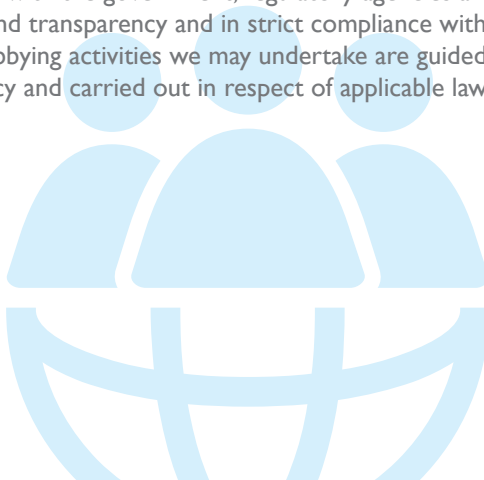 nd transparency and in strict compliance with
bbying activities we may undertake are guided
cy and carried out in respect of applicable law